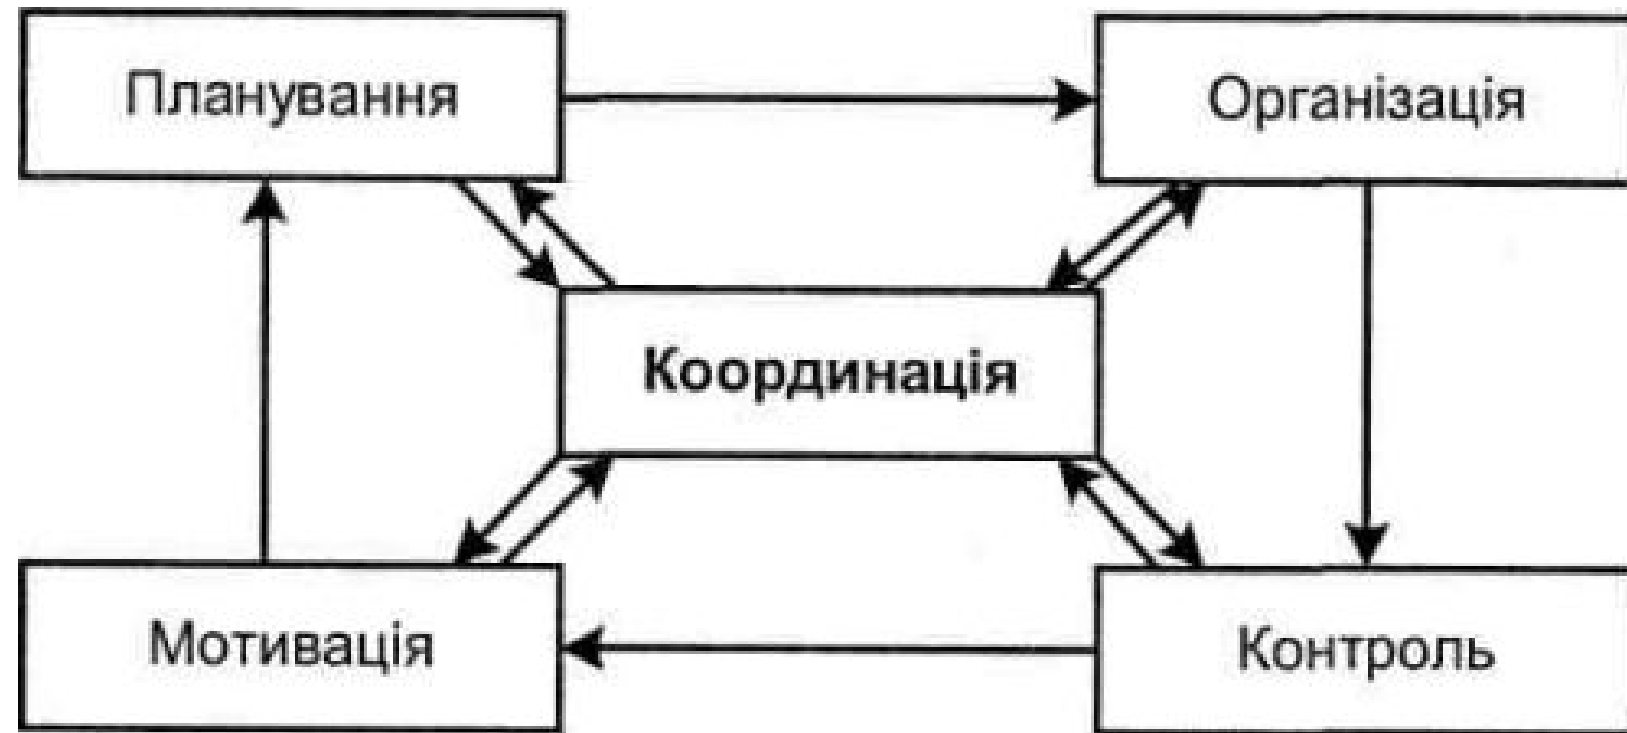 Планування
Організація
Координація
Мотивація
Контроль